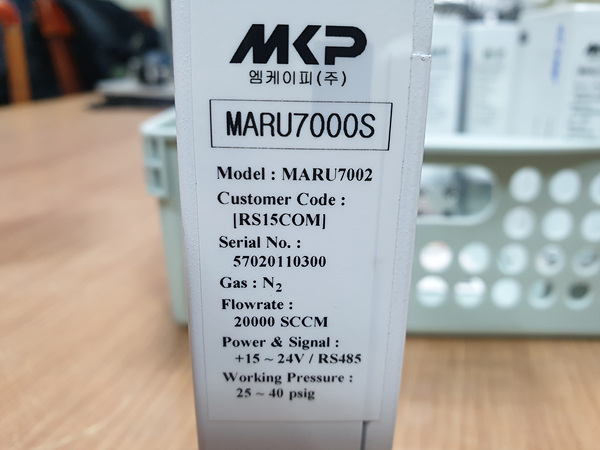 MKP
엠케이피(주)
MARU7000S
Model : MARU7002
Customer Code :
[RS15COM]
Serial No. :
57020110300
Gas : N₂
Flowrate :
20000 SCCM
Power & Signal :
+15 ~ 24V / RS485
Working Pressure :
25 ~ 40 psig